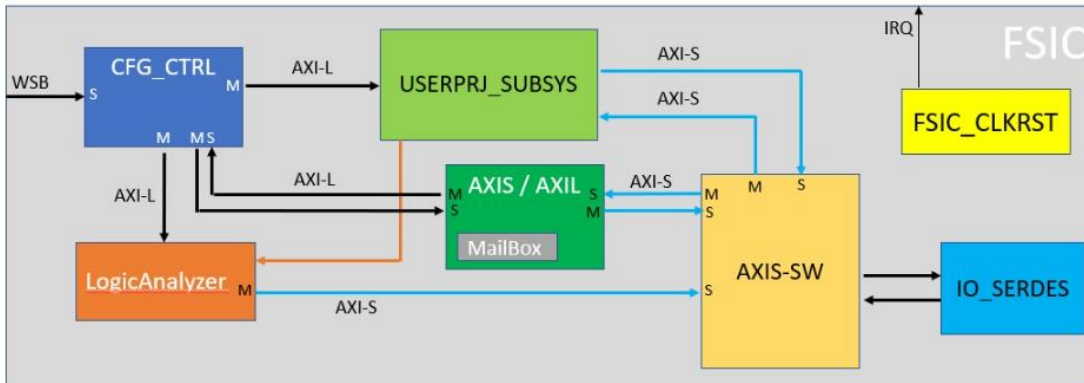 IRQ
FSIC
WSB
CFG_CTRL
S
M
M
M S
AXI-L
USERPRJ_SUBSYS
AXI-S
AXI-S
FSIC_CLKRST
AXI-L
AXI-L
AXIS / AXIL
M
S
S
M
MailBox
AXI-S
M
S
M
S
S
AXIS-SW
LogicAnalyzer
M
AXI-S
IO_SERDES